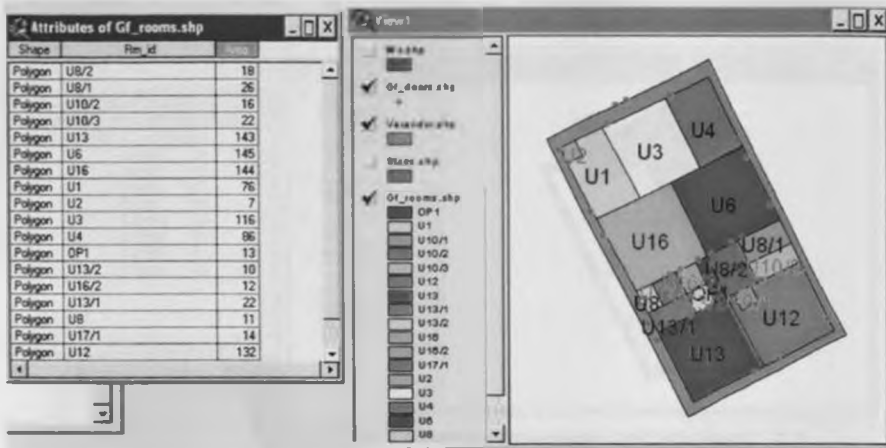 Attributes of Gf_rooms.shp
Shape Rm_id Area
Polygon U8/2 18
Polygon U8/1 26
Polygon U10/2 16
Polygon U10/3 22
Polygon U13 143
Polygon U6 145
Polygon U16 144
Polygon U1 76
Polygon U2 7
Polygon U3 116
Polygon U4 86
Polygon OP1 13
Polygon U13/2 10
Polygon U16/2 12
Polygon U13/1 22
Polygon U8 11
Polygon U17/1 14
Polygon U12 132
View1
Gf_doors.shp
Stairs.shp
Gf_rooms.shp
OP1
U1
U10/1
U10/2
U10/3
U12
U13
U13/1
U13/2
U16
U16/2
U17/1
U2
U3
U4
U6
U8
U4
U3
U2
U1
U6
U16
U8/1
U8/2
U8
U13/1
U12
U13